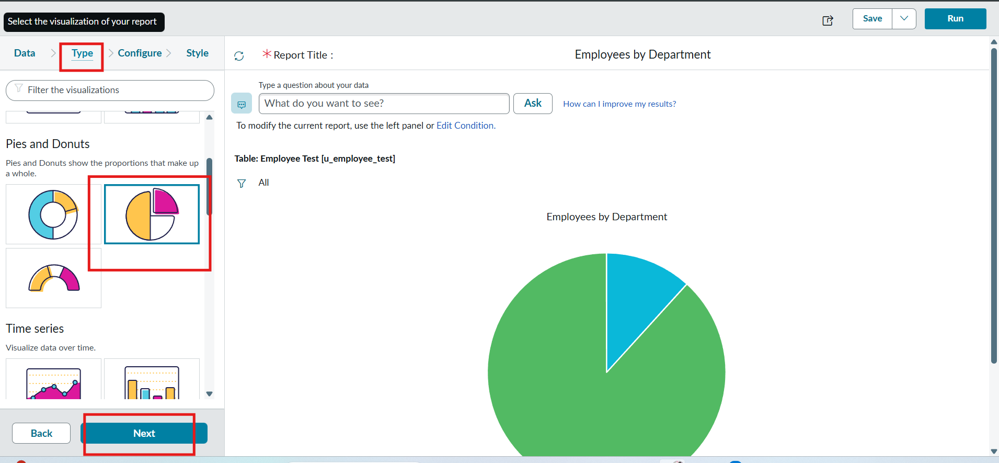 Select the visualization of your report
Save
Run
Data
Type
Configure
Style
Report Title :
Employees by Department
Filter the visualizations
Type a question about your data
What do you want to see?
Ask
How can I improve my results?
To modify the current report, use the left panel or Edit Condition.
Pies and Donuts
Pies and Donuts show the proportions that make up
a whole.
Table: Employee Test [u_employee_test]
All
Employees by Department
Time series
Visualize data over time.
Back
Next